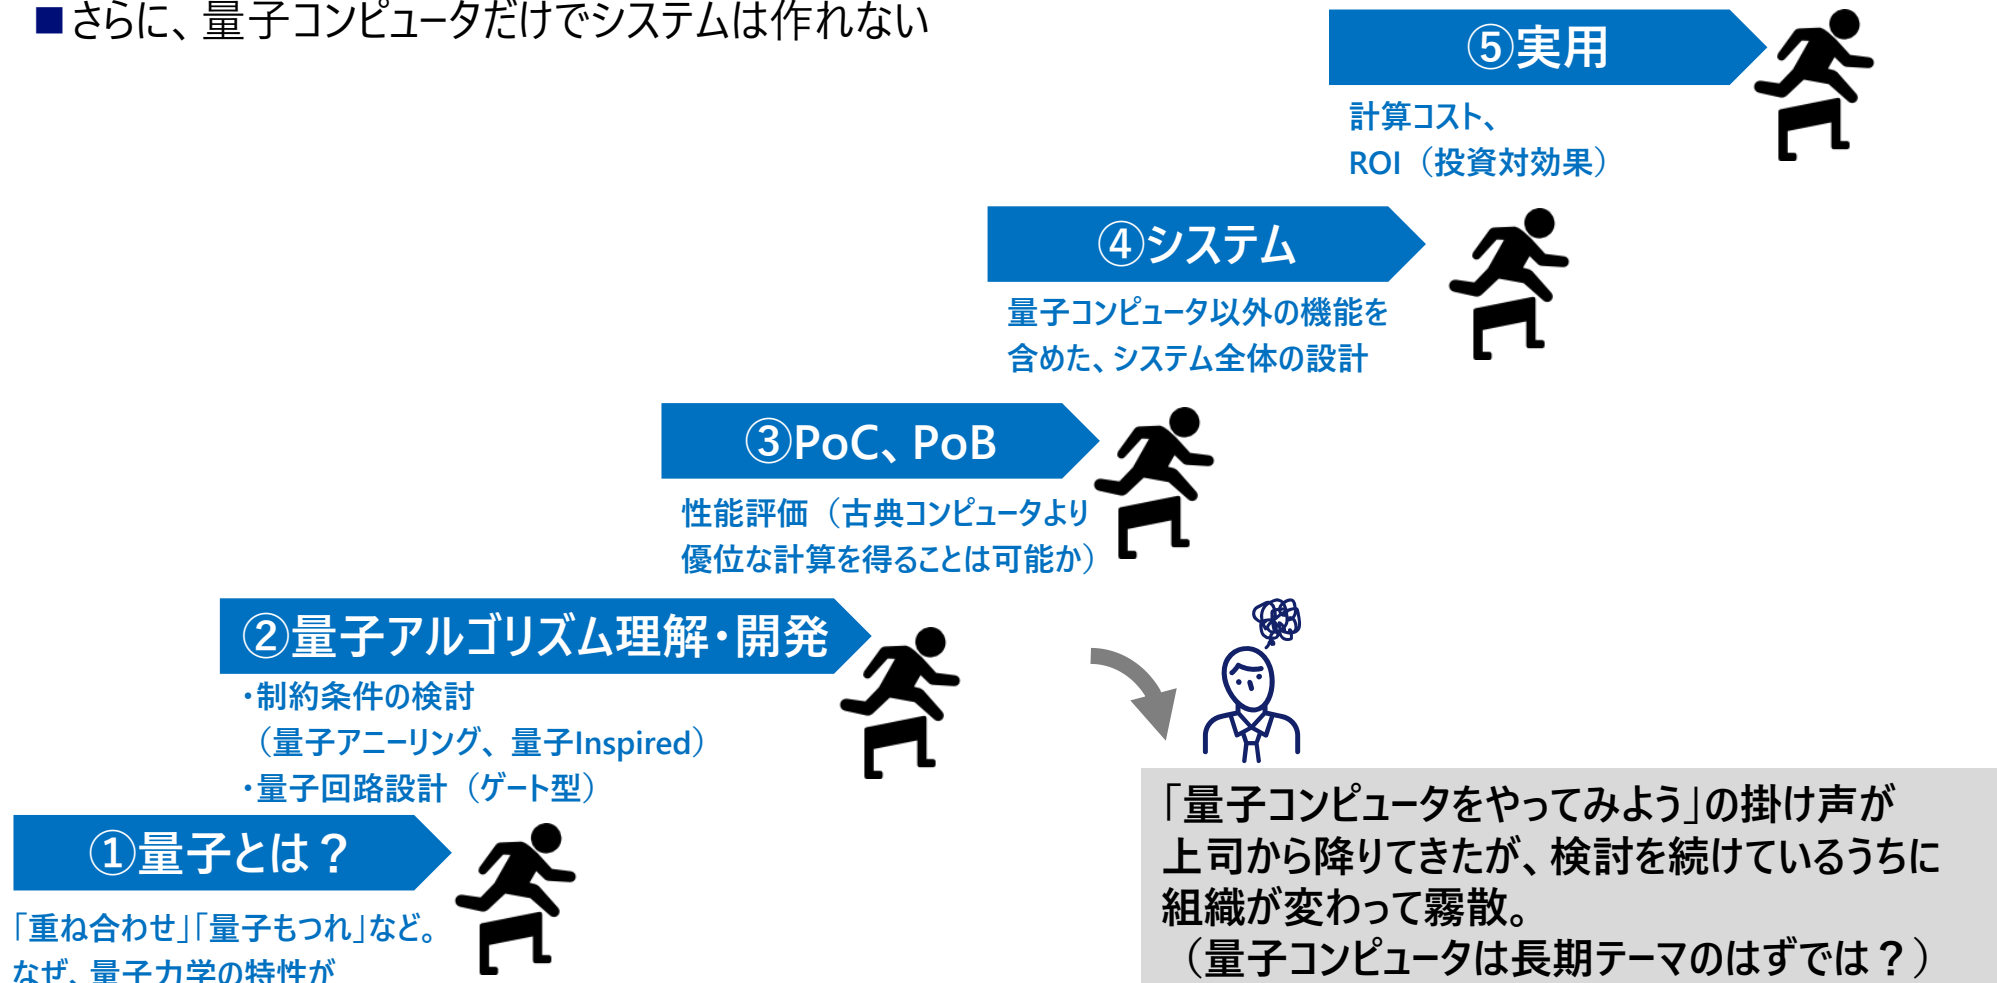 ■さらに、量子コンピュータだけでシステムは作れない
⑤実用
計算コスト、
ROI（投資対効果）
④システム
量子コンピュータ以外の機能を
含めた、システム全体の設計
③PoC、PoB
性能評価（古典コンピュータより
優位な計算を得ることは可能か）
②量子アルゴリズム理解・開発
・制約条件の検討
（量子アニーリング、量子Inspired）
・量子回路設計（ゲート型）
①量子とは？
「重ね合わせ」「量子もつれ」など。
なぜ、量子力学の特性が
「量子コンピュータをやってみよう」の掛け声が
上司から降りてきたが、検討を続けているうちに
組織が変わって霧散。
（量子コンピュータは長期テーマのはずでは？）